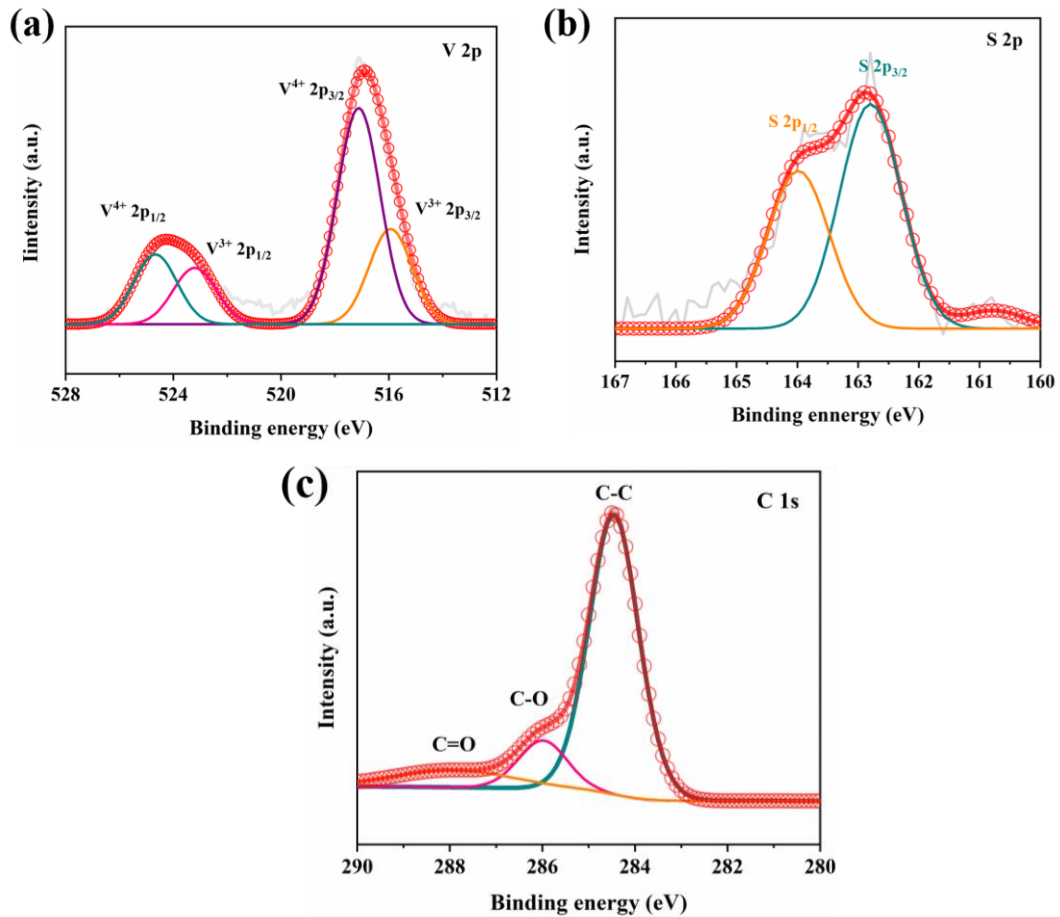 (a)
V 2p
V⁴⁺ 2p₃/₂
V³⁺ 2p₃/₂
V⁴⁺ 2p₁/₂
V³⁺ 2p₁/₂
Iintensity (a.u.)
528 524 520 516 512
Binding energy (eV)
(b)
S 2p
S 2p₃/₂
S 2p₁/₂
Intensity (a.u.)
167 166 165 164 163 162 161 160
Binding ennergy (eV)
(c)
C 1s
C-C
C-O
C=O
Intensity (a.u.)
290 288 286 284 282 280
Binding energy (eV)